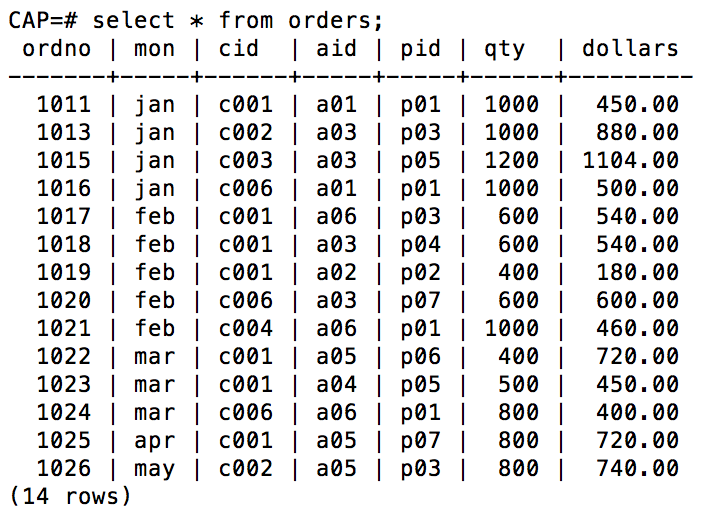 CAP=# select * from orders;
 ordno | mon | cid  | aid | pid | qty  | dollars
-------+-----+------+-----+-----+------+---------
  1011 | jan | c001 | a01 | p01 | 1000 |  450.00
  1013 | jan | c002 | a03 | p03 | 1000 |  880.00
  1015 | jan | c003 | a03 | p05 | 1200 | 1104.00
  1016 | jan | c006 | a01 | p01 | 1000 |  500.00
  1017 | feb | c001 | a06 | p03 |  600 |  540.00
  1018 | feb | c001 | a03 | p04 |  600 |  540.00
  1019 | feb | c001 | a02 | p02 |  400 |  180.00
  1020 | feb | c006 | a03 | p07 |  600 |  600.00
  1021 | feb | c004 | a06 | p01 | 1000 |  460.00
  1022 | mar | c001 | a05 | p06 |  400 |  720.00
  1023 | mar | c001 | a04 | p05 |  500 |  450.00
  1024 | mar | c006 | a06 | p01 |  800 |  400.00
  1025 | apr | c001 | a05 | p07 |  800 |  720.00
  1026 | may | c002 | a05 | p03 |  800 |  740.00
(14 rows)